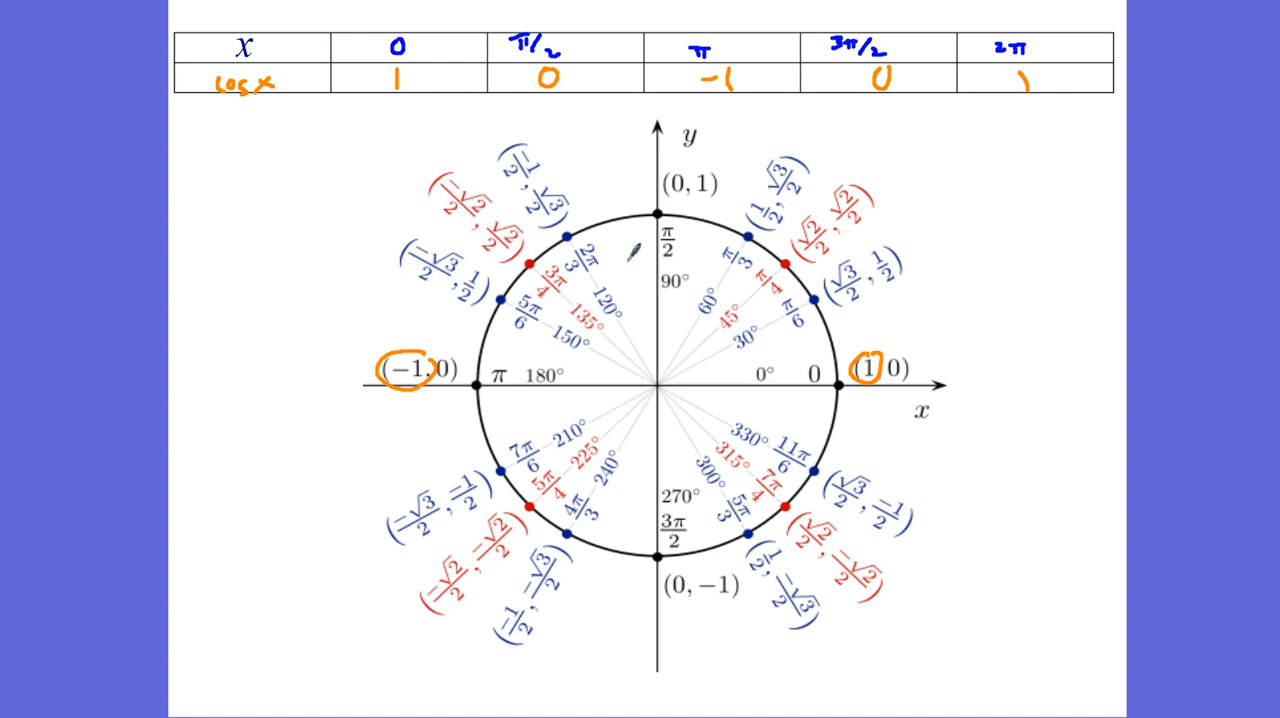 x 0 π/2 π 3π/2 2π
cos x 1 0 -1 0 1
y
(0, 1)
(-1/2, √3/2)
(1/2, √3/2)
(-√2/2, √2/2)
(√2/2, √2/2)
(-√3/2, 1/2)
(√3/2, 1/2)
2π/3
π/2
π/3
3π/4
π/4
5π/6
π/6
120°
90°
60°
135°
45°
150°
30°
(-1, 0) π 180° 0° 0 (1, 0)
x
210°
330°
7π/6
11π/6
225°
315°
5π/4
7π/4
240°
300°
4π/3
270°
5π/3
3π/2
(-√3/2, -1/2)
(√3/2, -1/2)
(-√2/2, -√2/2)
(√2/2, -√2/2)
(-1/2, -√3/2)
(0, -1)
(1/2, -√3/2)